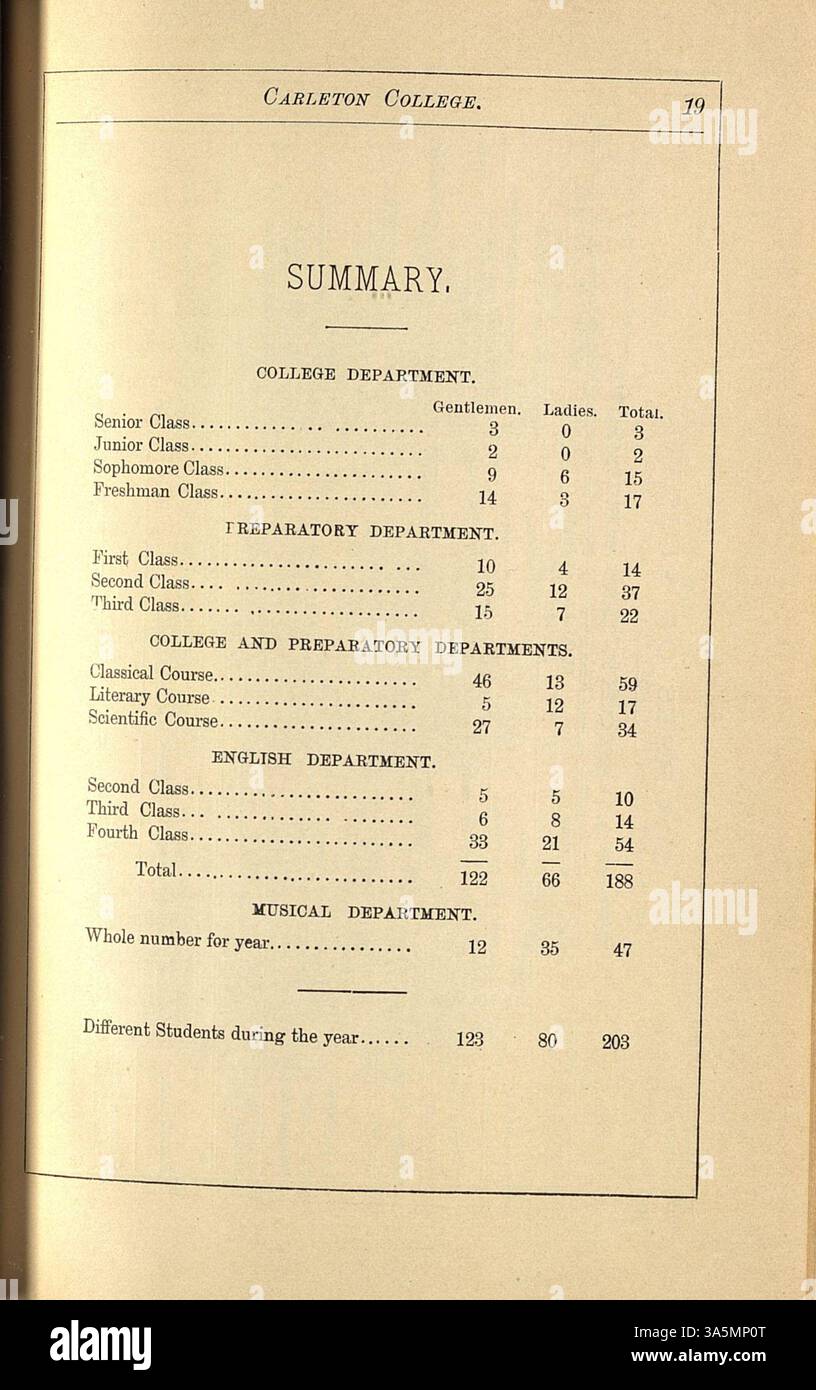 CARLETON COLLEGE. 19
SUMMARY.
COLLEGE DEPARTMENT.
Gentlemen. Ladies. Total.
Senior Class............. .. .......... 3 0 3
Junior Class.......................... 2 0 2
Sophomore Class...................... 9 6 15
Freshman Class....................... 14 3 17
PREPARATORY DEPARTMENT.
First Class....................... ... 10 4 14
Second Class.... ..................... 25 12 37
Third Class....... ................... 15 7 22
COLLEGE AND PREPARATORY DEPARTMENTS.
Classical Course...................... 46 13 59
Literary Course ...................... 5 12 17
Scientific Course..................... 27 7 34
ENGLISH DEPARTMENT.
Second Class......................... 5 5 10
Third Class... ............. ........ 6 8 14
Fourth Class......................... 33 21 54
Total.......................... 122 66 188
MUSICAL DEPARTMENT.
Whole number for year................ 12 35 47
Different Students during the year...... 123 80 203
alamy
Image ID: 3A5MP0T
www.alamy.com